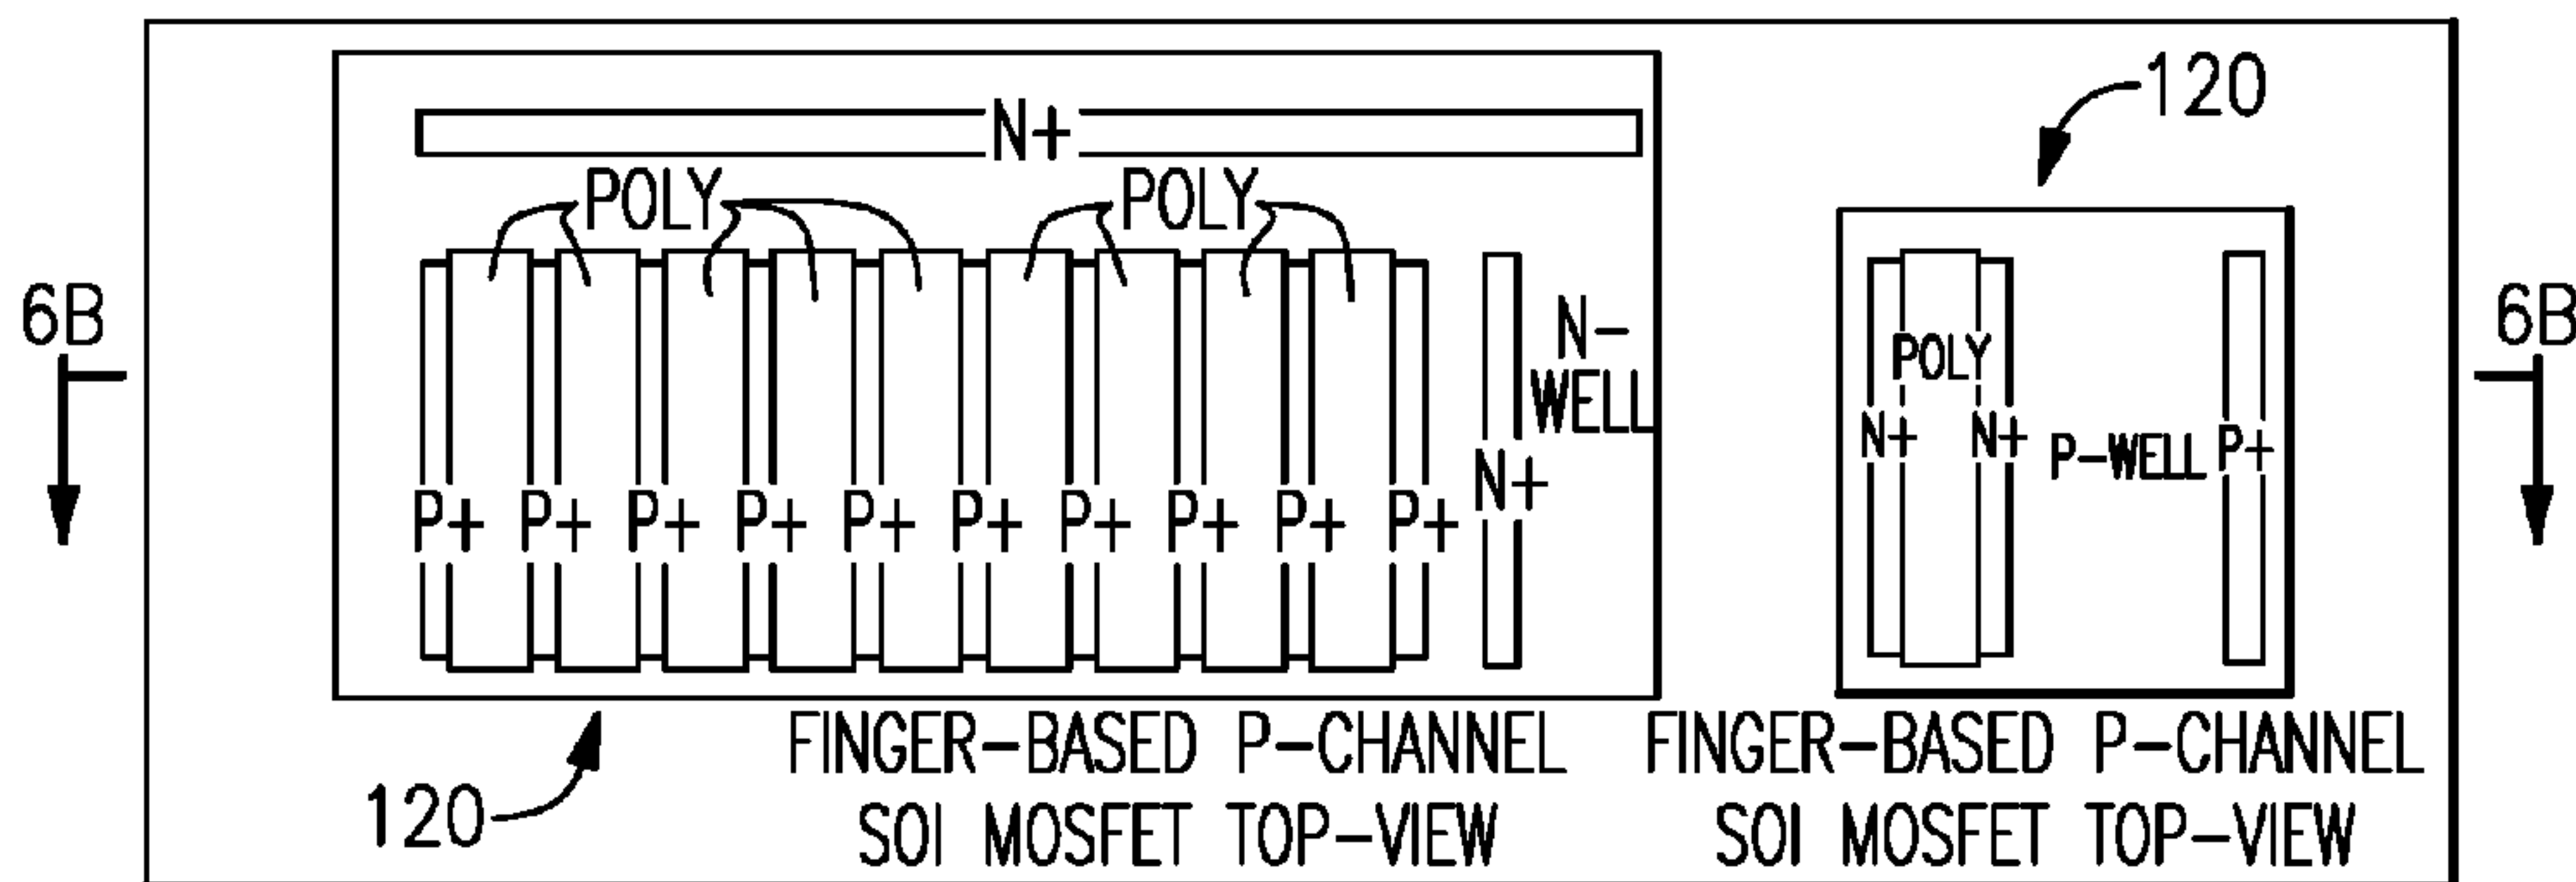 120
N+
POLY POLY
6B 6B
N-
WELL
POLY
N+ N+ P-WELL P+
N+
P+ P+ P+ P+ P+ P+ P+ P+ P+ P+
FINGER-BASED P-CHANNEL
SOI MOSFET TOP-VIEW
FINGER-BASED P-CHANNEL
SOI MOSFET TOP-VIEW
120